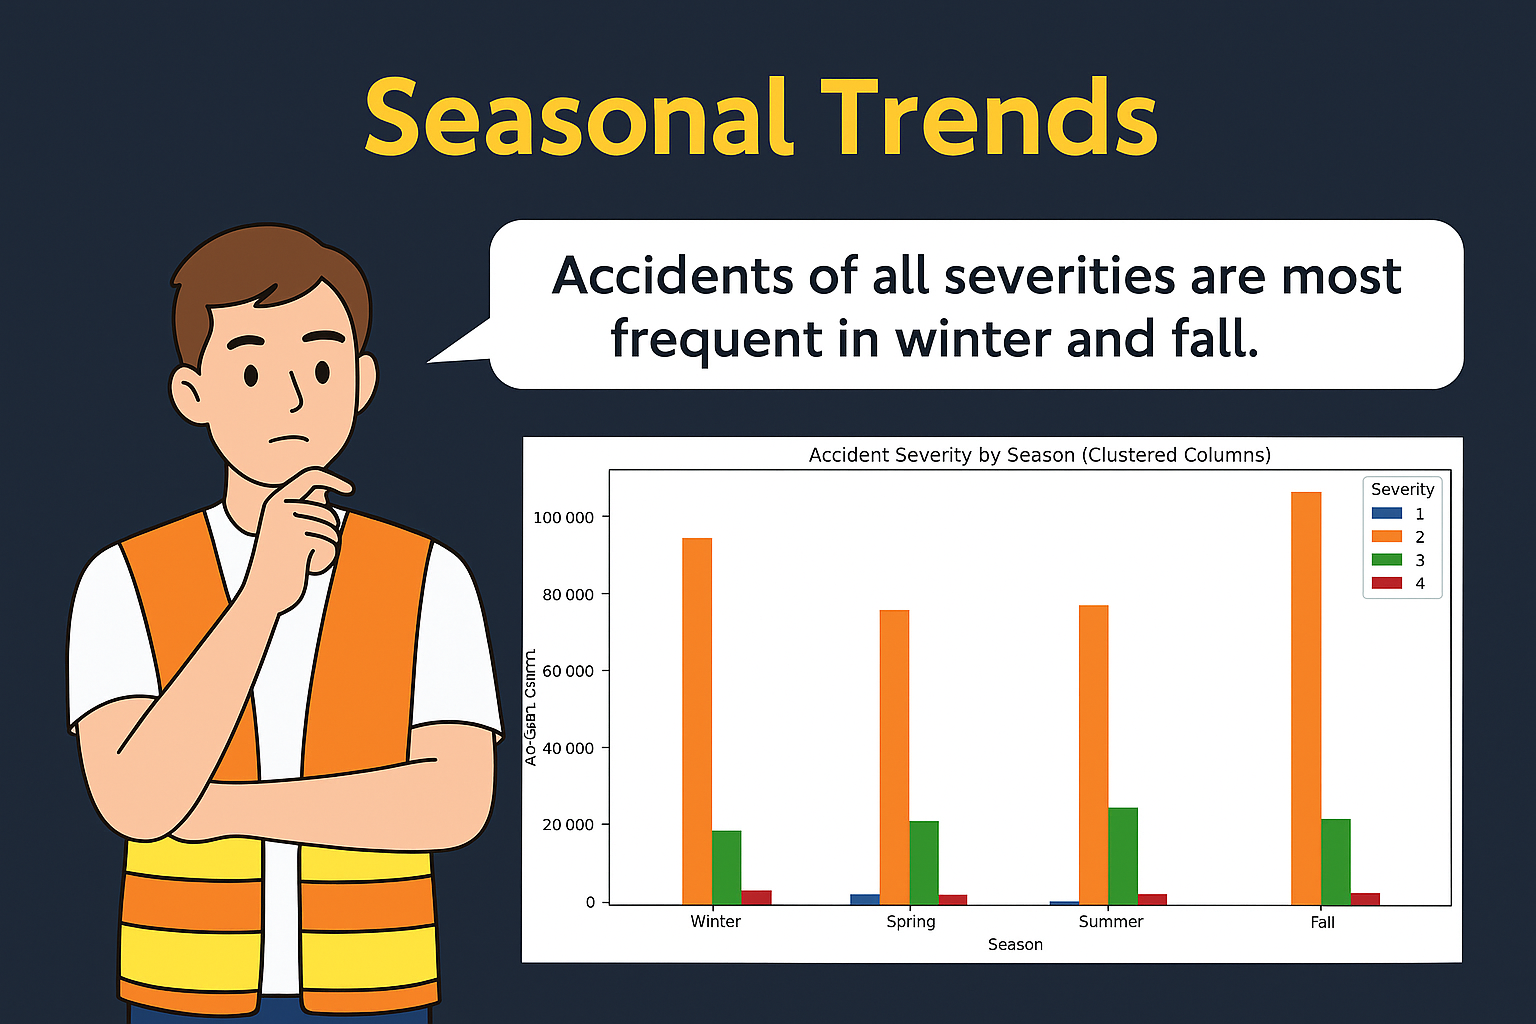 Seasonal Trends
Accidents of all severities are most
frequent in winter and fall.
Accident Severity by Season (Clustered Columns)
Severity
1
2
3
4
100 000
80 000
60 000
40 000
20 000
0
Winter
Spring
Summer
Fall
Season